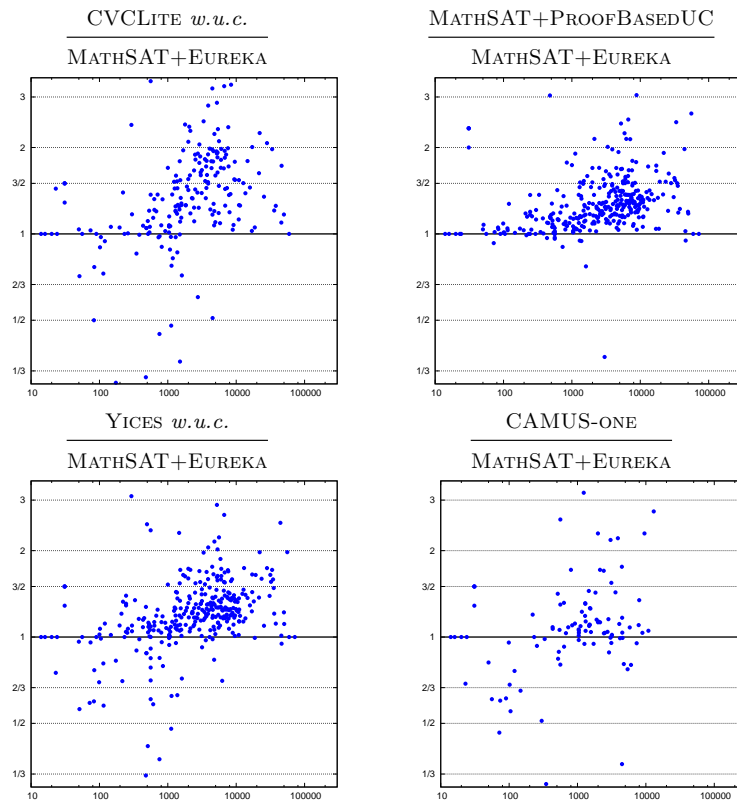 CVCLITE w.u.c.
MATHSAT+EUREKA
3
2
3/2
1
2/3
1/2
1/3
10 100 1000 10000 100000
MATHSAT+PROOFBASEDUC
MATHSAT+EUREKA
3
2
3/2
1
2/3
1/2
1/3
10 100 1000 10000 100000
YICES w.u.c.
MATHSAT+EUREKA
3
2
3/2
1
2/3
1/2
1/3
10 100 1000 10000 100000
CAMUS-ONE
MATHSAT+EUREKA
3
2
3/2
1
2/3
1/2
1/3
10 100 1000 10000 100000